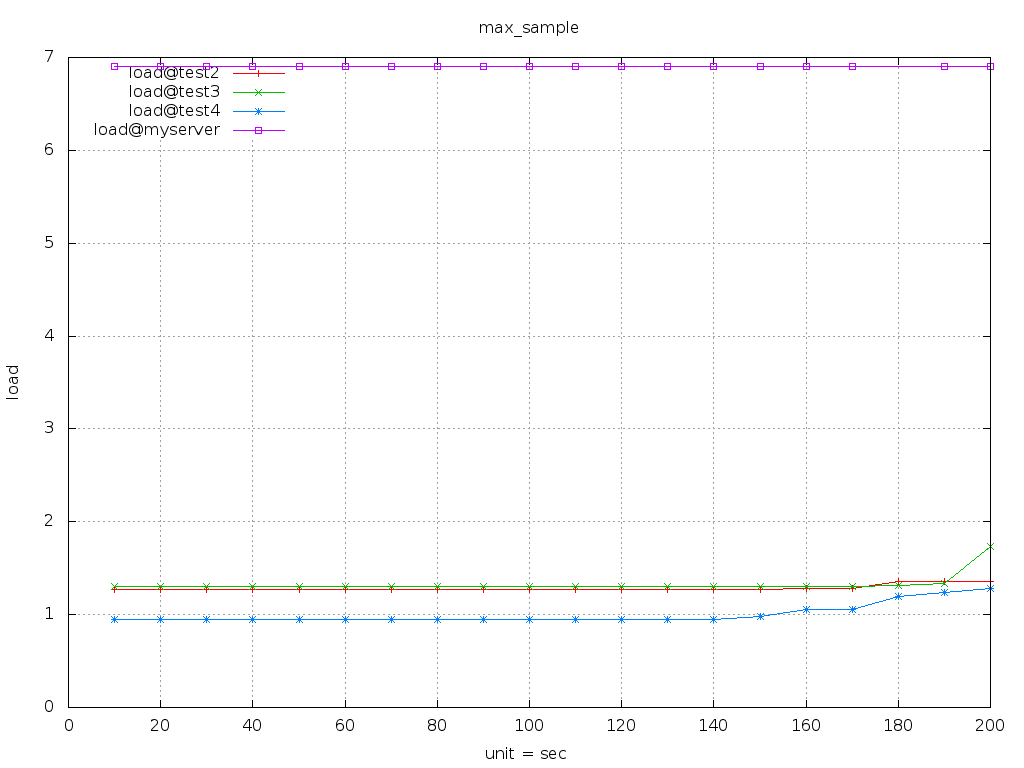 max_sample
7
load@test2
load@test3
load@test4
load@myserver
6
5
4
load
3
2
1
0
0 20 40 60 80 100 120 140 160 180 200
unit = sec